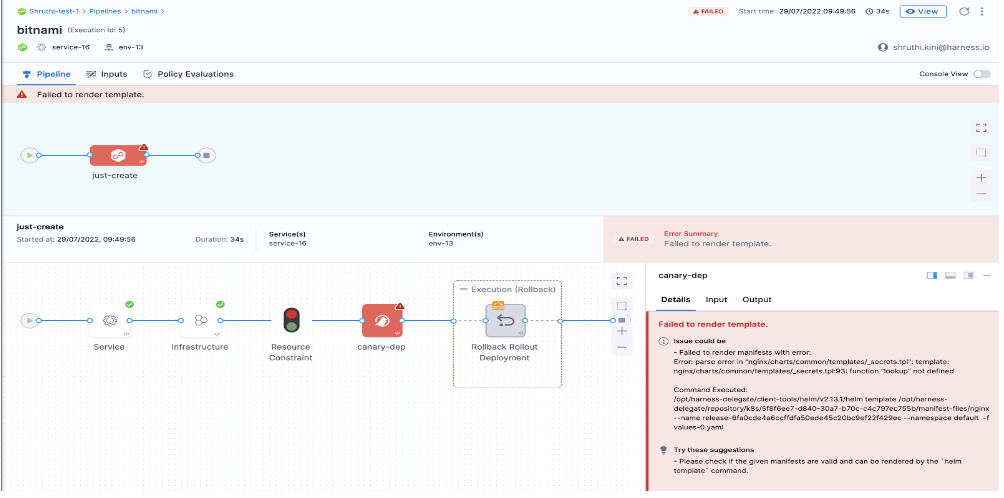 Shruthi-test-1 > Pipelines > bitnami >
FAILED Start time 29/07/2022 09:49:56 34s View
bitnami (Execution Id: 5)
service-16 env-13
shruthi.kini@harness.io
Pipeline Inputs Policy Evaluations
Console View
Failed to render template.
just-create
just-create
Started at: 29/07/2022, 09:49:56 Duration: 34s
Service(s)
service-16
Environment(s)
env-13
FAILED
Error Summary
Failed to render template.
Service
Infrastructure
Resource
Constraint
canary-dep
Execution (Rollback)
Rollback Rollout
Deployment
canary-dep
Details Input Output
Failed to render template.
Issue could be
- Failed to render manifests with error:
Error: parse error in "nginx/charts/common/templates/_secrets.tpl": template:
nginx/charts/common/templates/_secrets.tpl:93: function "lookup" not defined
Command Executed:
/opt/harness-delegate/client-tools/helm/v2.13.1/helm template /opt/harness-
delegate/repository/k8s/5f8f6ee7-d840-30a7-b70c-c4c797ec755b/manifest-files/nginx
--name release-6fa0cde4a6ccffdfa50ede45c20bc9ef22f429ec --namespace default -f
values-0.yaml
Try these suggestions
- Please check if the given manifests are valid and can be rendered by the `helm
template` command.